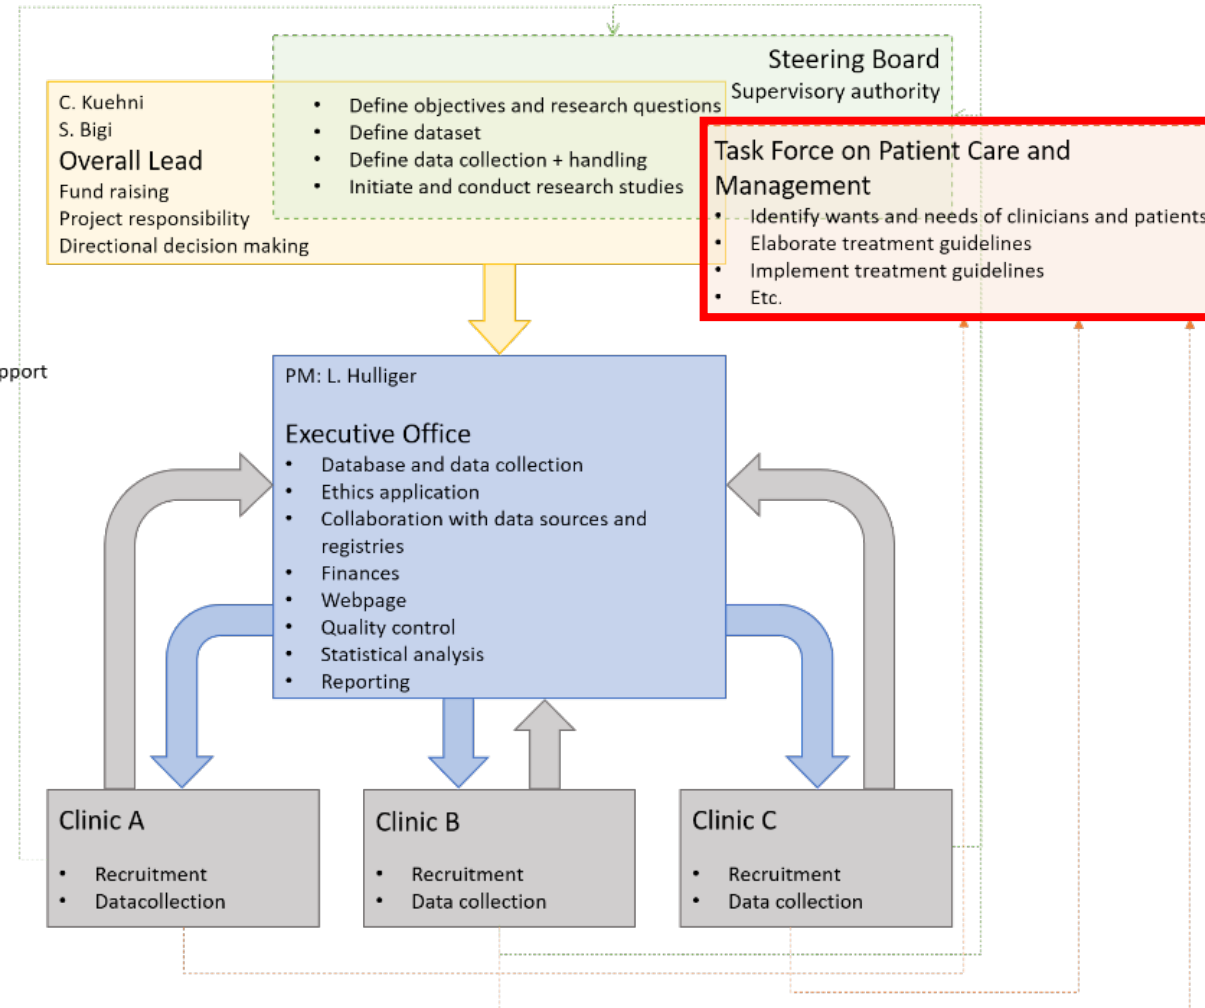 Steering Board
Supervisory authority
C. Kuehni
S. Bigi
Overall Lead
Fund raising
Project responsibility
Directional decision making
• Define objectives and research questions
• Define dataset
• Define data collection + handling
• Initiate and conduct research studies
Task Force on Patient Care and
Management
• Identify wants and needs of clinicians and patients
• Elaborate treatment guidelines
• Implement treatment guidelines
• Etc.
pport
PM: L. Hulliger
Executive Office
• Database and data collection
• Ethics application
• Collaboration with data sources and
registries
• Finances
• Webpage
• Quality control
• Statistical analysis
• Reporting
Clinic A
• Recruitment
• Datacollection
Clinic B
• Recruitment
• Data collection
Clinic C
• Recruitment
• Data collection